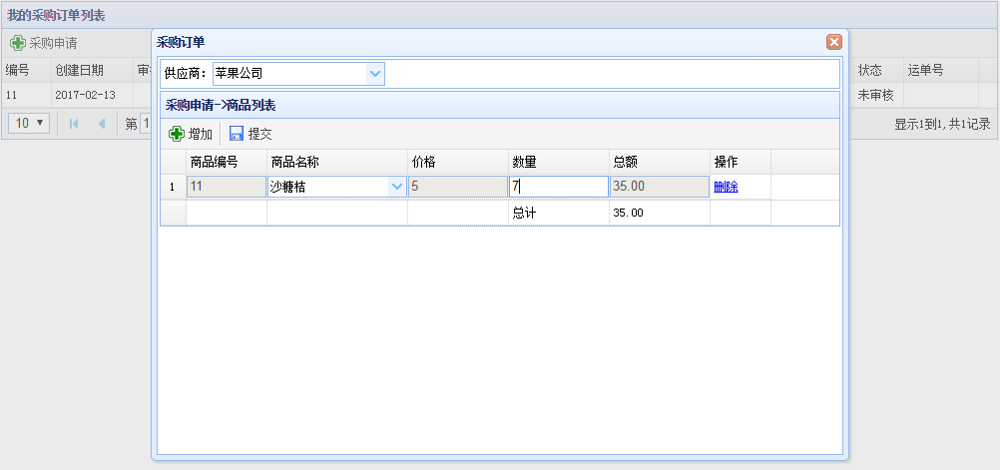 我的采购订单列表
采购申请
编号 创建日期 审 状态 运单号
11 2017-02-13 未审核
10 第 1 显示1到1,共1记录
采购订单
供应商： 苹果公司
采购申请->商品列表
增加 提交
商品编号 商品名称 价格 数量 总额 操作
1 11 沙糖桔 5 7 35.00 删除
总计 35.00